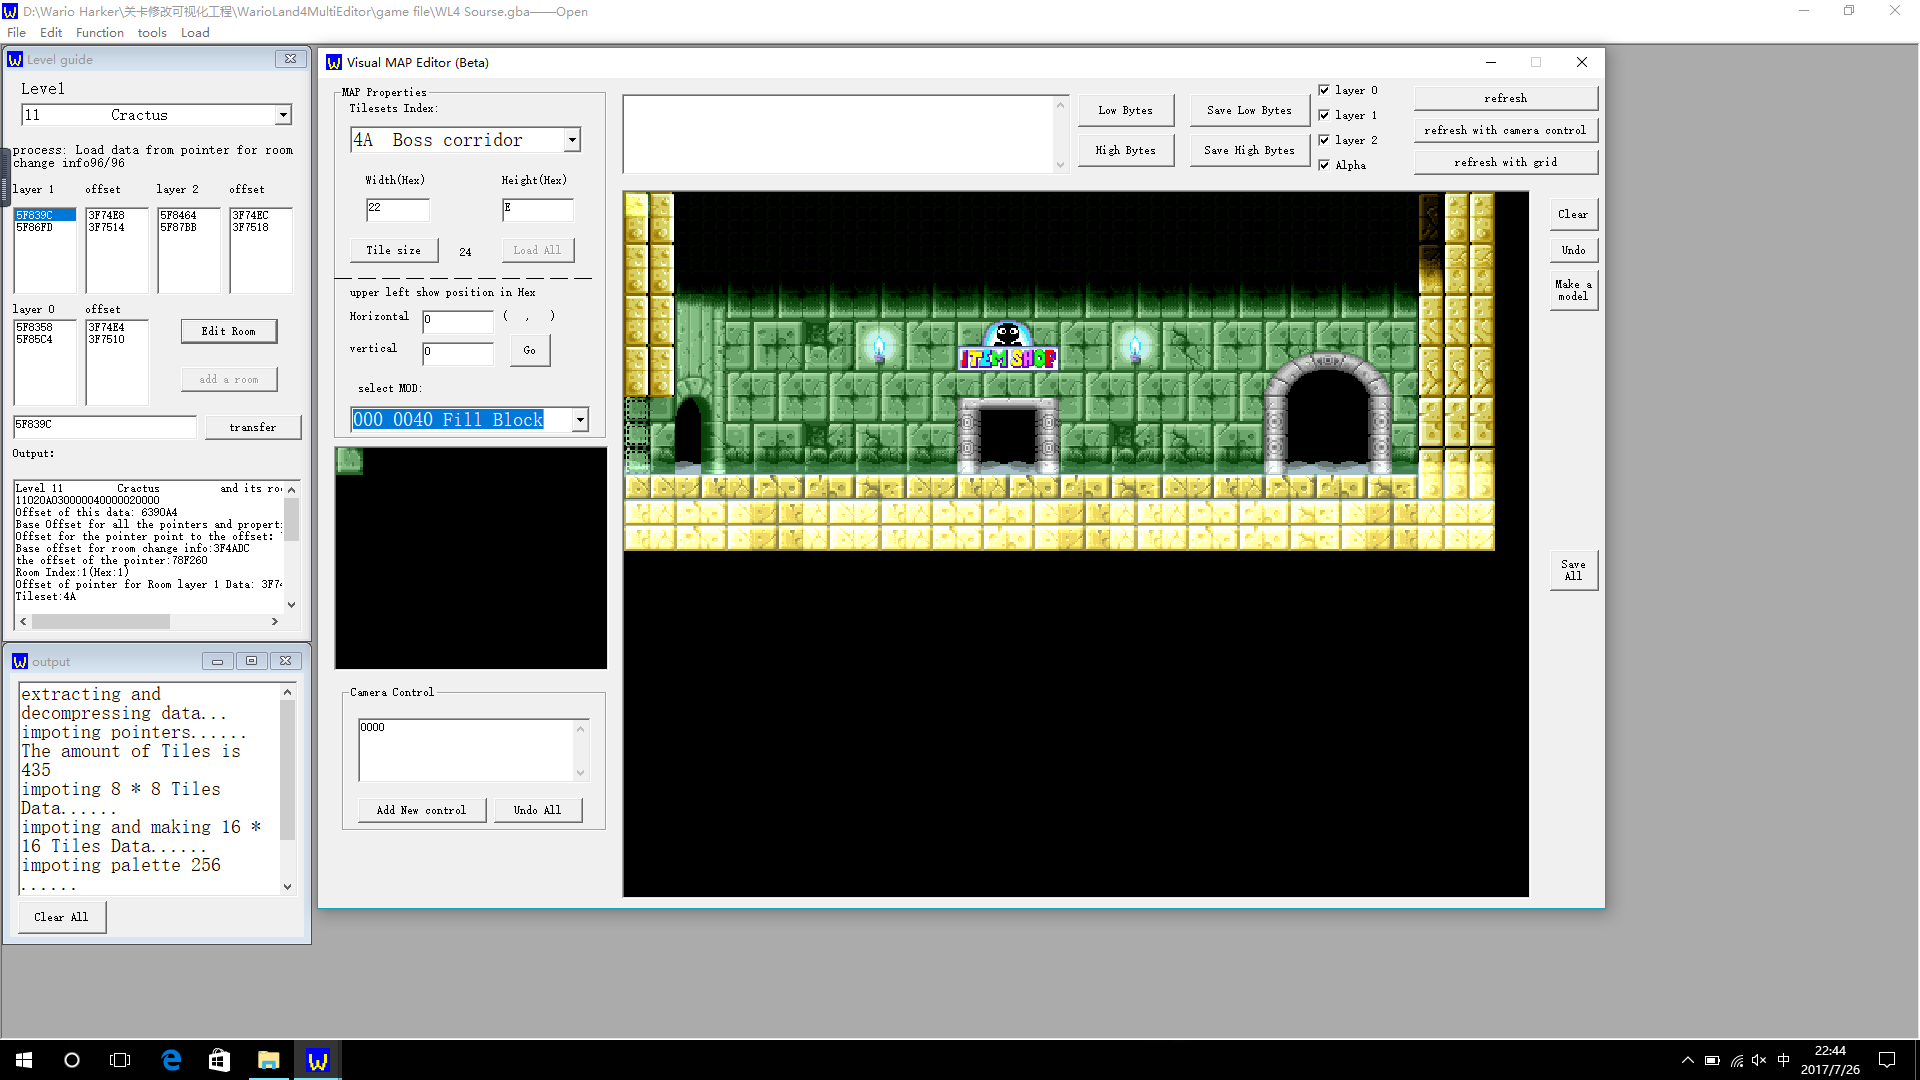 D:\Wario Harker\关卡修改可视化工程\WarioLand4MultiEditor\game file\WL4 Sourse.gba——Open
File Edit Function tools Load
Level guide
Level
11 Cractus
process: Load data from pointer for room
change info96/96
layer 1 offset layer 2 offset
5F839C 3F74E8 5F8464 3F74EC
5F86FD 3F7514 5F87BB 3F7518
layer 0 offset
5F8358 3F74E4
5F85C4 3F7510
Edit Room
add a room
5F839C
transfer
Output:
Level 11 Cractus and its ro
11020A03000004000002​0000
Offset of this data: 6390A4
Base Offset for all the pointers and propert
Offset for the pointer point to the offset:
Base offset for room change info:3F4ADC
the offset of the pointer:78F260
Room Index:1(Hex:1)
Offset of pointer for Room layer 1 Data: 3F7
Tileset:4A
output
extracting and
decompressing data...
impoting pointers......
The amount of Tiles is
435
impoting 8 * 8 Tiles
Data......
impoting and making 16 *
16 Tiles Data......
impoting palette 256
......
Clear All
Visual MAP Editor (Beta)
MAP Properties
Tilesets Index:
4A Boss corridor
Width(Hex) Height(Hex)
22 E
Tile size 24 Load All
upper left show position in Hex
Horizontal 0 ( , )
vertical 0 Go
select MOD:
000 0040 Fill Block
Camera Control
0000
Add New control Undo All
Low Bytes Save Low Bytes
High Bytes Save High Bytes
layer 0
layer 1
layer 2
Alpha
refresh
refresh with camera control
refresh with grid
ITEM SHOP
Clear
Undo
Make a
model
Save
All
中
22:44
2017/7/26